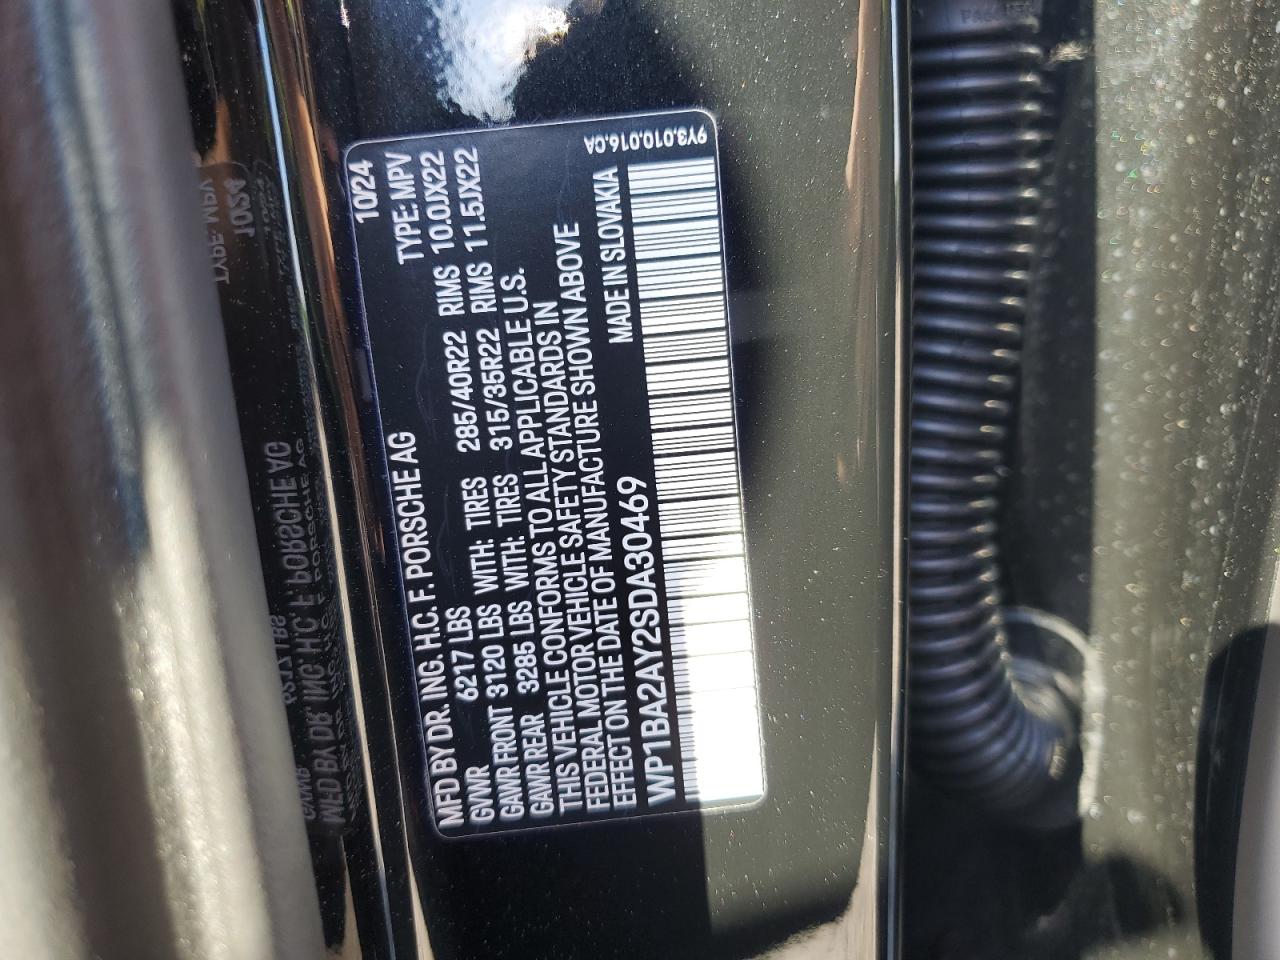 MFD BY DR. ING. H.C. F. PORSCHE AG 10/24
GVWR 6217 LBS TYPE: MPV
GAWR FRONT 3120 LBS WITH: TIRES 285/40R22 RIMS 10.0JX22
GAWR REAR 3285 LBS WITH: TIRES 315/35R22 RIMS 11.5JX22
THIS VEHICLE CONFORMS TO ALL APPLICABLE U.S.
FEDERAL MOTOR VEHICLE SAFETY STANDARDS IN
EFFECT ON THE DATE OF MANUFACTURE SHOWN ABOVE
WP1BA2AY2SDA30469 MADE IN SLOVAKIA
9Y3.010.016.CA